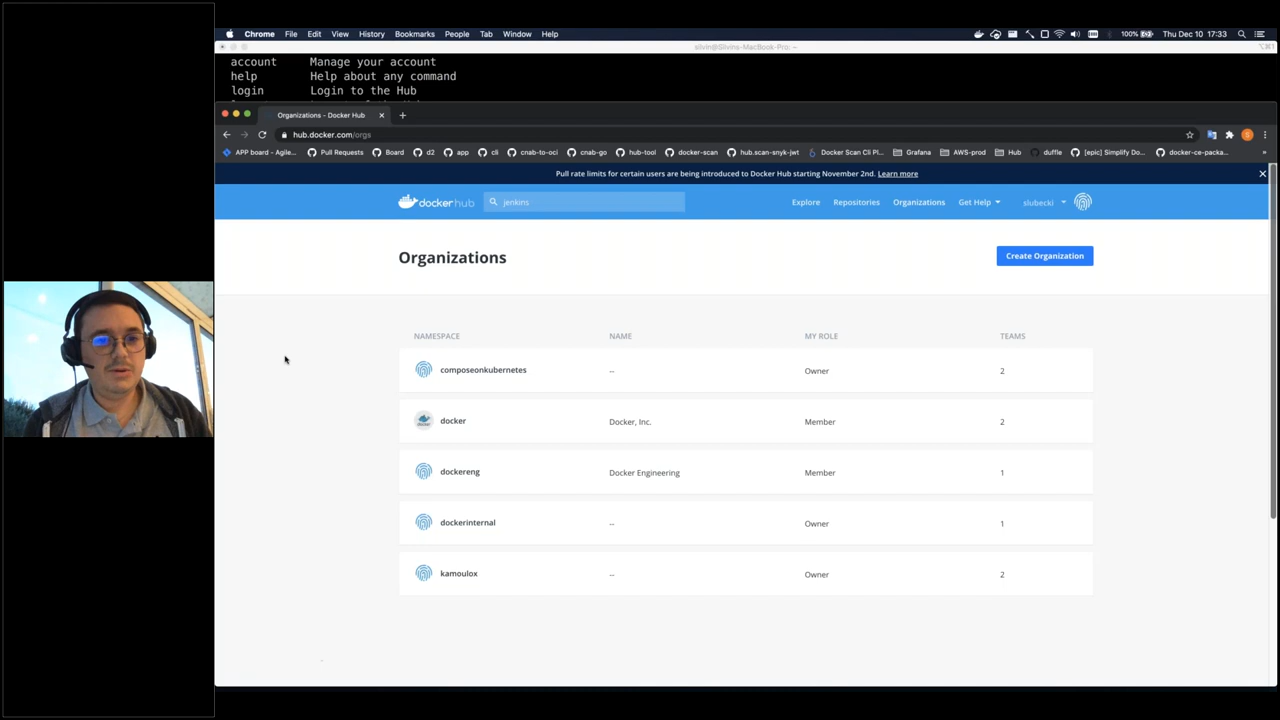 Chrome File Edit View History Bookmarks People Tab Window Help 100% Thu Dec 10 17:33
silvin@Silvins-MacBook-Pro: ~
account Manage your account
help Help about any command
login Login to the Hub
Organizations - Docker Hub
hub.docker.com/orgs
APP board - Agile... Pull Requests Board d2 app cli cnab-to-oci cnab-go hub-tool docker-scan hub.scan-snyk-jwt Docker Scan Cli Pl... Grafana AWS-prod Hub duffle [epic] Simplify Do... docker-ce-packa... »
Pull rate limits for certain users are being introduced to Docker Hub starting November 2nd. Learn more
docker hub jenkins Explore Repositories Organizations Get Help slubecki
Organizations Create Organization
NAMESPACE NAME MY ROLE TEAMS
composeonkubernetes -- Owner 2
docker Docker, Inc. Member 2
dockereng Docker Engineering Member 1
dockerinternal -- Owner 1
kamoulox -- Owner 2